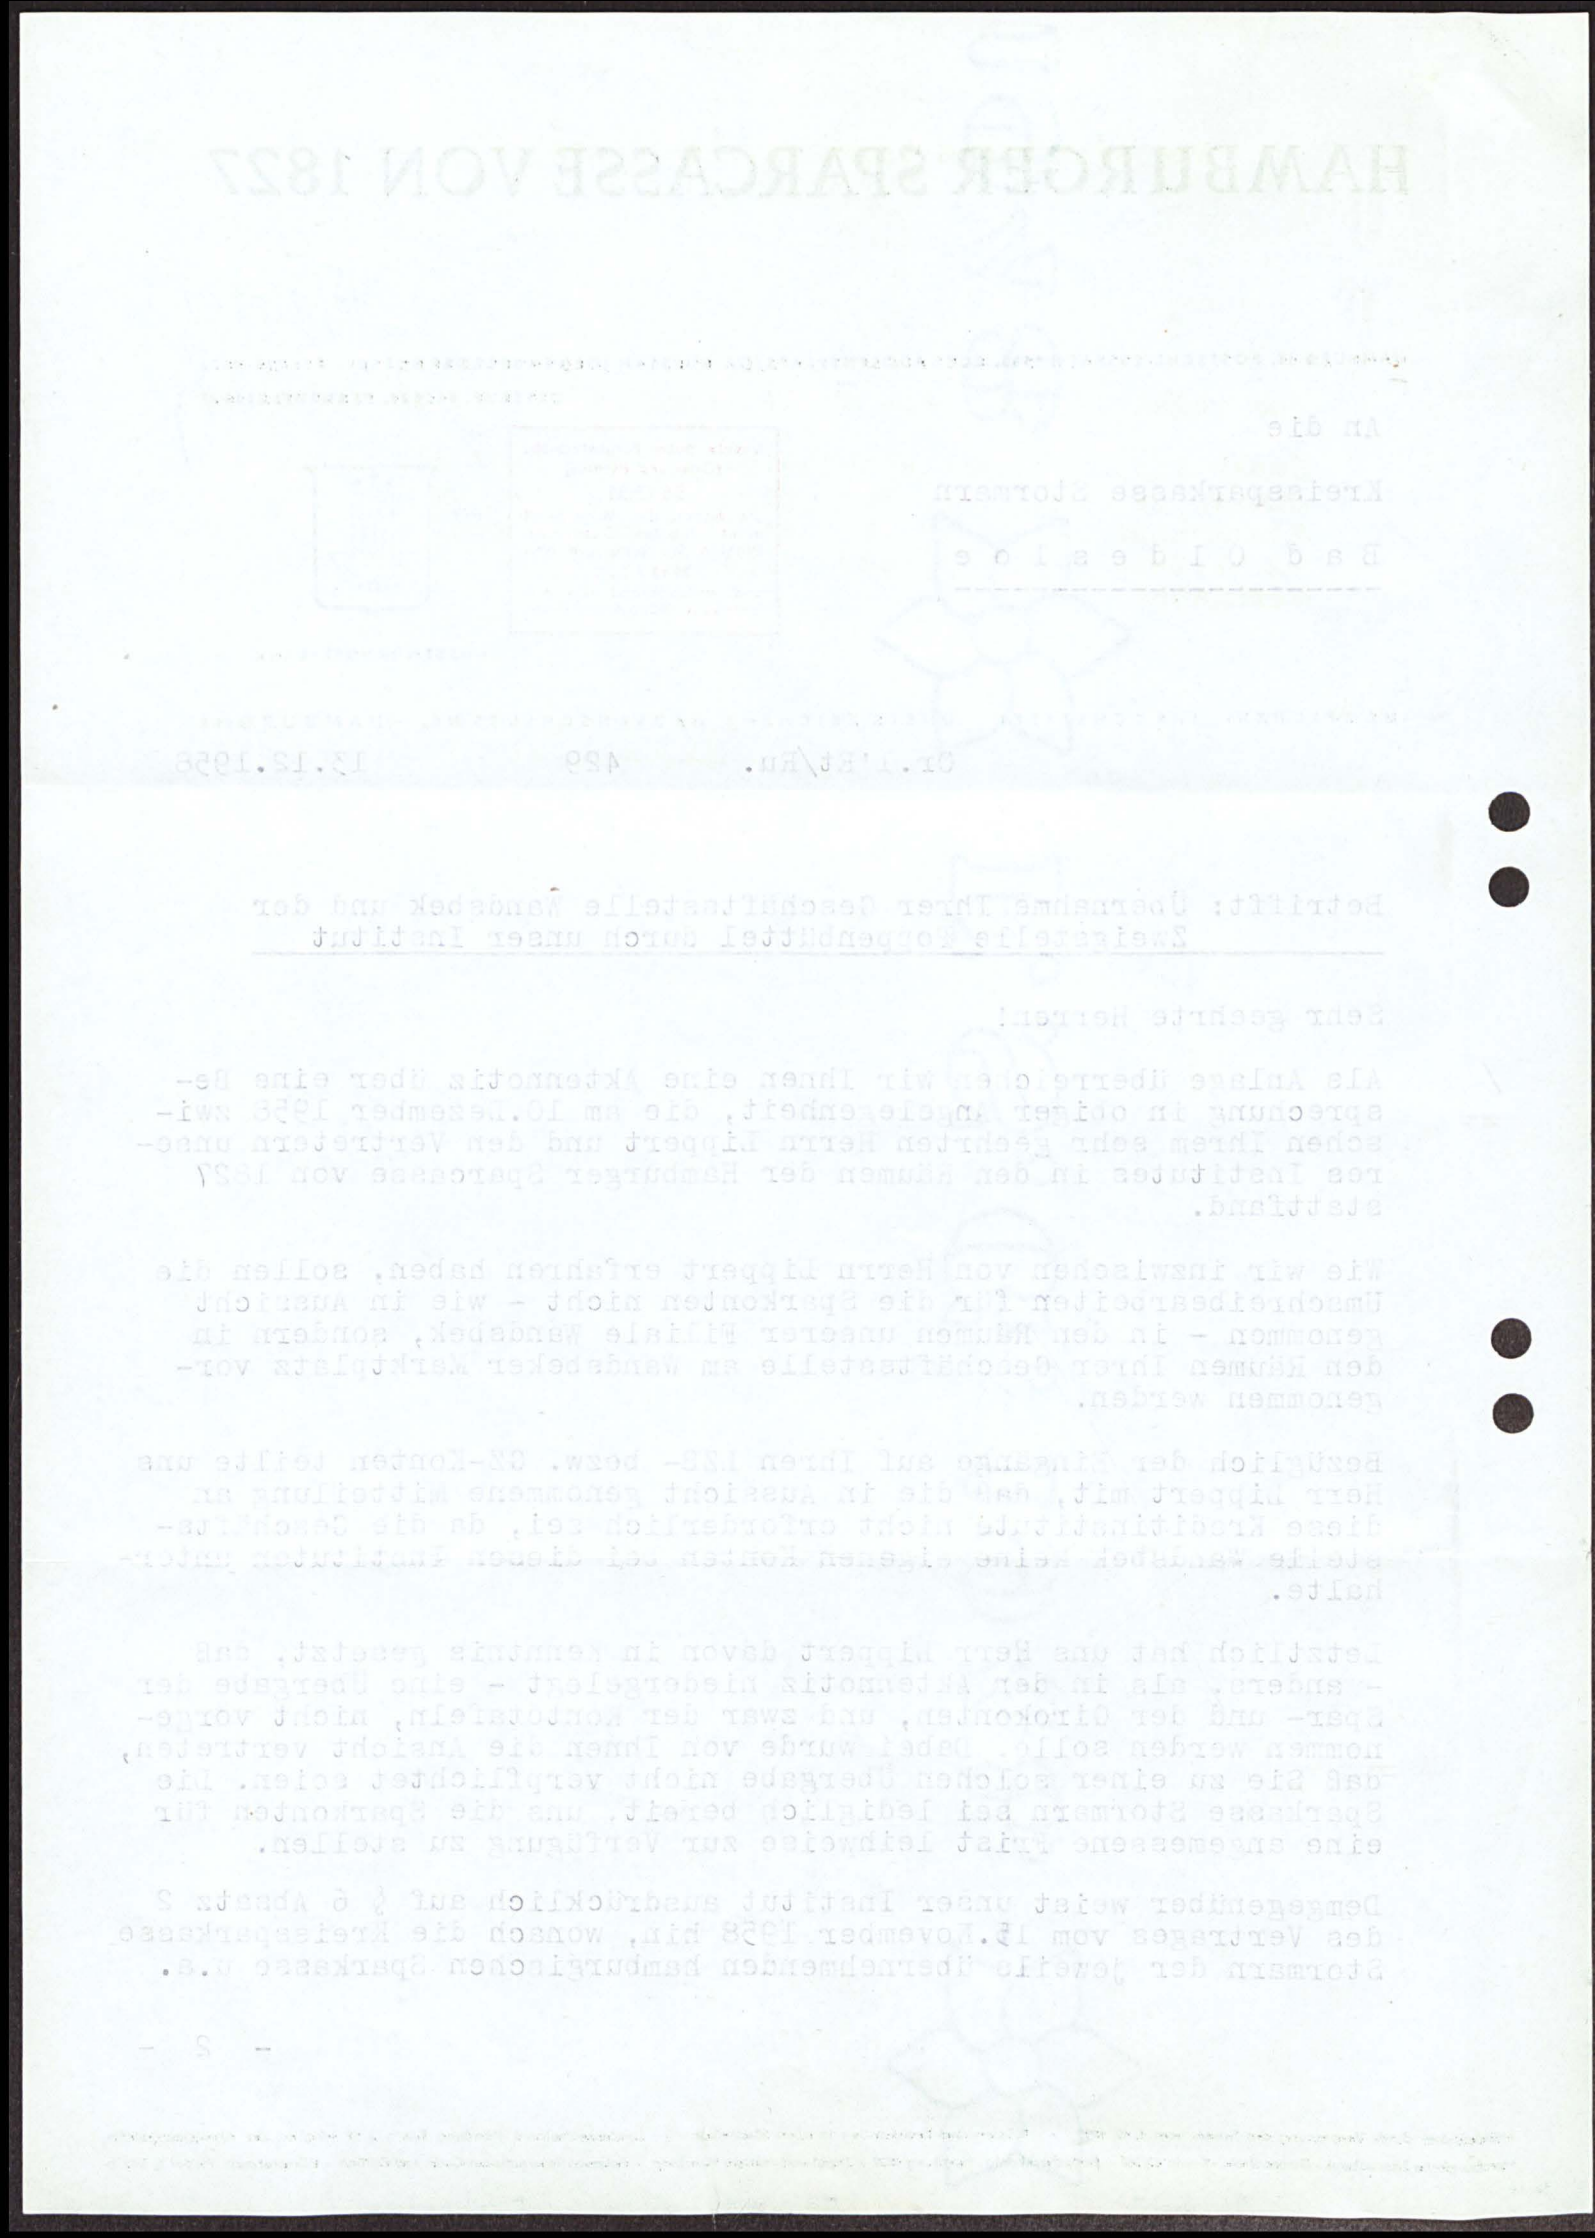 HAMBURGER SPARCASSE VON 1827
An die
Kreissparkasse Stormarn
Bad Oldesloe
Or.1'Rt/Ru. 429 13.12.1958
Betrifft: Übernahme Ihrer Geschäftsstelle Wandsbek und der
Zweigstelle Poppenbüttel durch unser Institut
Sehr geehrte Herren!
Als Anlage überreichen wir Ihnen eine Aktennotiz über eine Be-
sprechung in obiger Angelegenheit, die am 10.Dezember 1958 zwi-
schen Ihrem sehr geehrten Herrn Lippert und den Vertretern unse-
res Institutes in den Räumen der Hamburger Sparcasse von 1827
stattfand.
Wie wir inzwischen von Herrn Lippert erfahren haben, sollen die
Umschreibearbeiten für die Sparkonten nicht - wie in Aussicht
genommen - in den Räumen unserer Filiale Wandsbek, sondern in
den Räumen Ihrer Geschäftsstelle am Wandsbeker Marktplatz vor-
genommen werden.
Bezüglich der Eingänge auf Ihren LZB- bezw. GZ-Konten teilte uns
Herr Lippert mit, daß die in Aussicht genommene Mitteilung an
diese Kreditinstitute nicht erforderlich sei, da die Geschäfts-
stelle Wandsbek keine eigenen Konten bei diesen Instituten unter-
halte.
Letztlich hat uns Herr Lippert davon in Kenntnis gesetzt, daß
- anders, als in der Aktennotiz niedergelegt - eine Übergabe der
Spar- und der Girokonten, und zwar der Kontotafeln, nicht vorge-
nommen werden solle. Dabei wurde von Ihnen die Ansicht vertreten,
daß Sie zu einer solchen Übergabe nicht verpflichtet seien. Die
Sparkasse Stormarn sei lediglich bereit, uns die Sparkonten für
eine angemessene Frist leihweise zur Verfügung zu stellen.
Demgegenüber weist unser Institut ausdrücklich auf § 6 Absatz 2
des Vertrages vom 15.November 1958 hin, wonach die Kreissparkasse
Stormarn der jeweils übernehmenden hamburgischen Sparkasse u.a.
- 2 -